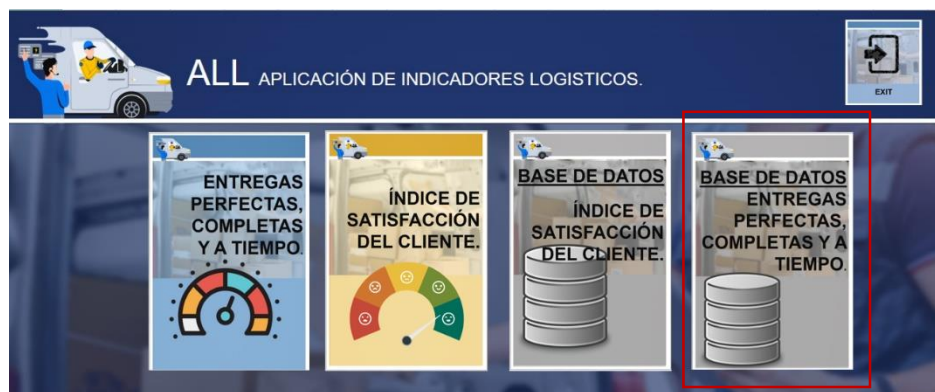 ALL APLICACIÓN DE INDICADORES LOGISTICOS.
EXIT
ENTREGAS
PERFECTAS,
COMPLETAS
Y A TIEMPO.
ÍNDICE DE
SATISFACCIÓN
DEL CLIENTE.
BASE DE DATOS
ÍNDICE DE
SATISFACCIÓN
DEL CLIENTE.
BASE DE DATOS
ENTREGAS
PERFECTAS,
COMPLETAS Y A
TIEMPO.